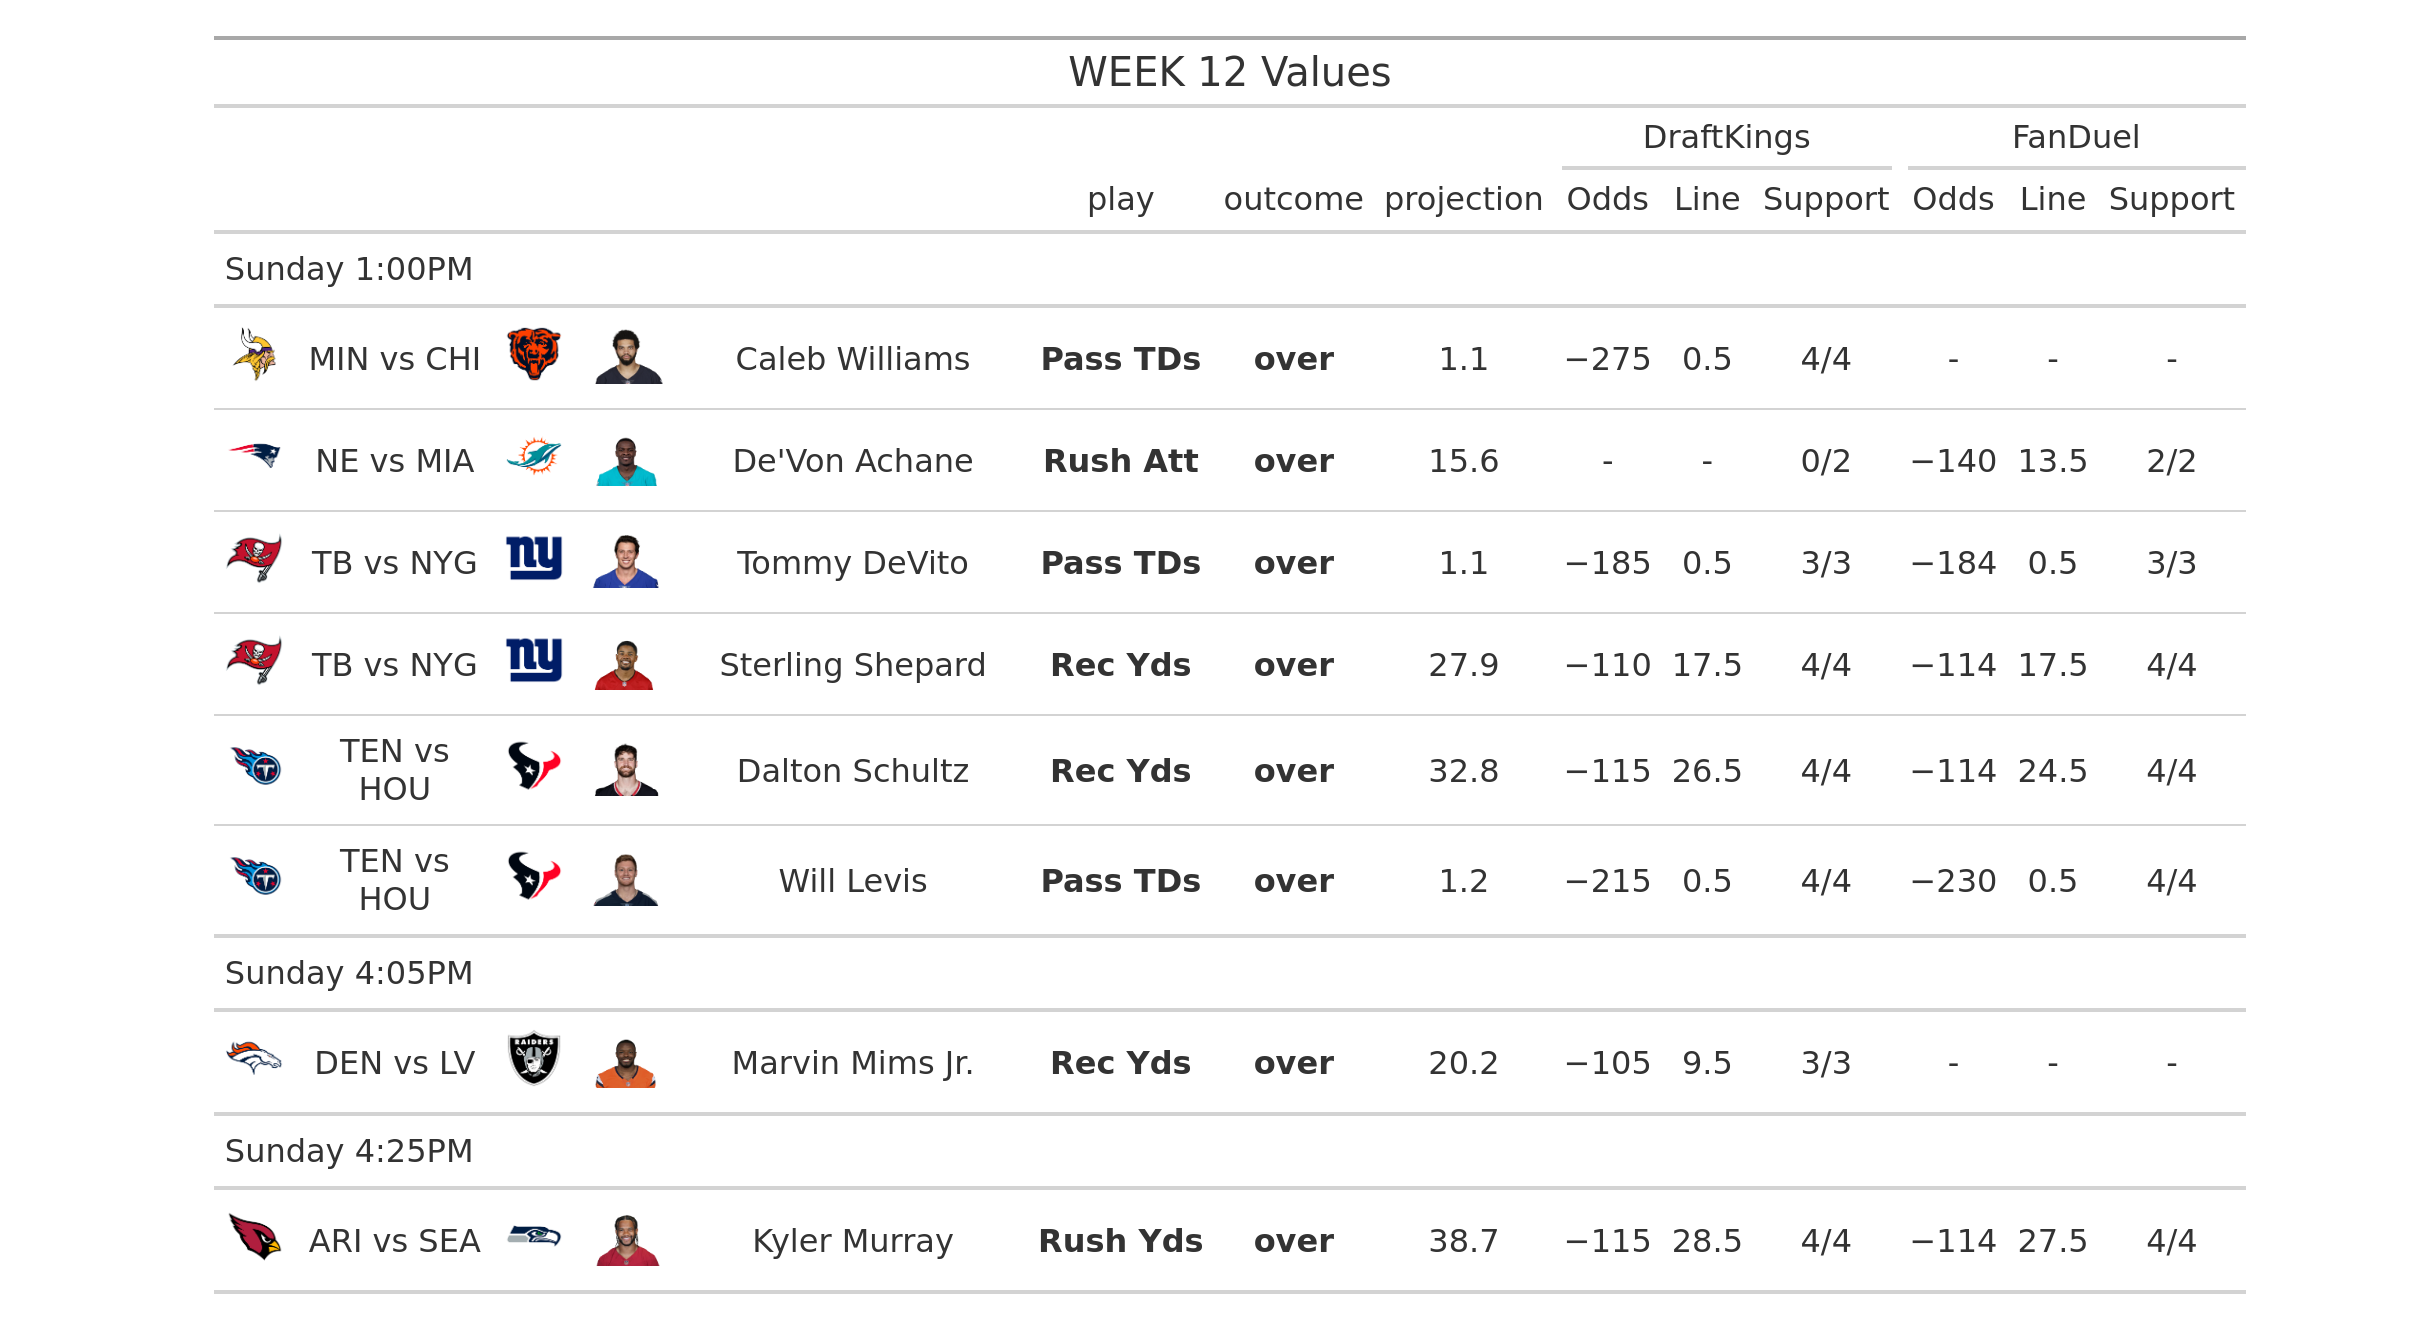 WEEK 12 Values
DraftKings FanDuel
play outcome projection Odds Line Support Odds Line Support
Sunday 1:00PM
MIN vs CHI Caleb Williams Pass TDs over 1.1 −275 0.5 4/4 - - -
NE vs MIA De'Von Achane Rush Att over 15.6 - - 0/2 −140 13.5 2/2
TB vs NYG ny Tommy DeVito Pass TDs over 1.1 −185 0.5 3/3 −184 0.5 3/3
TB vs NYG ny Sterling Shepard Rec Yds over 27.9 −110 17.5 4/4 −114 17.5 4/4
TEN vs
HOU Dalton Schultz Rec Yds over 32.8 −115 26.5 4/4 −114 24.5 4/4
TEN vs
HOU Will Levis Pass TDs over 1.2 −215 0.5 4/4 −230 0.5 4/4
Sunday 4:05PM
DEN vs LV RAIDERS Marvin Mims Jr. Rec Yds over 20.2 −105 9.5 3/3 - - -
Sunday 4:25PM
ARI vs SEA Kyler Murray Rush Yds over 38.7 −115 28.5 4/4 −114 27.5 4/4